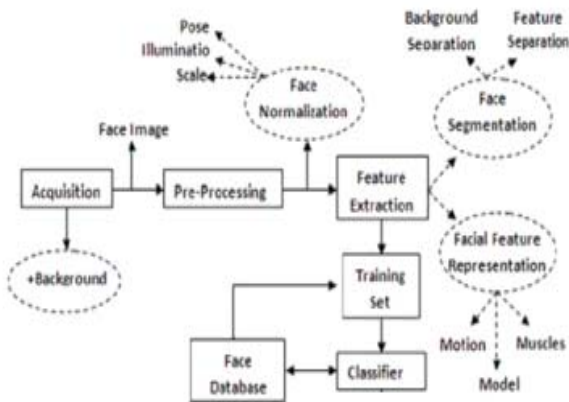 Pose
Illuminatio
Scale
Face
Normalization
Background
Separation
Feature
Separation
Face
Segmentation
Face Image
Acquisition
Pre-Processing
Feature
Extraction
+Background
Facial Feature
Representation
Training
Set
Motion
Muscles
Model
Face
Database
Classifier